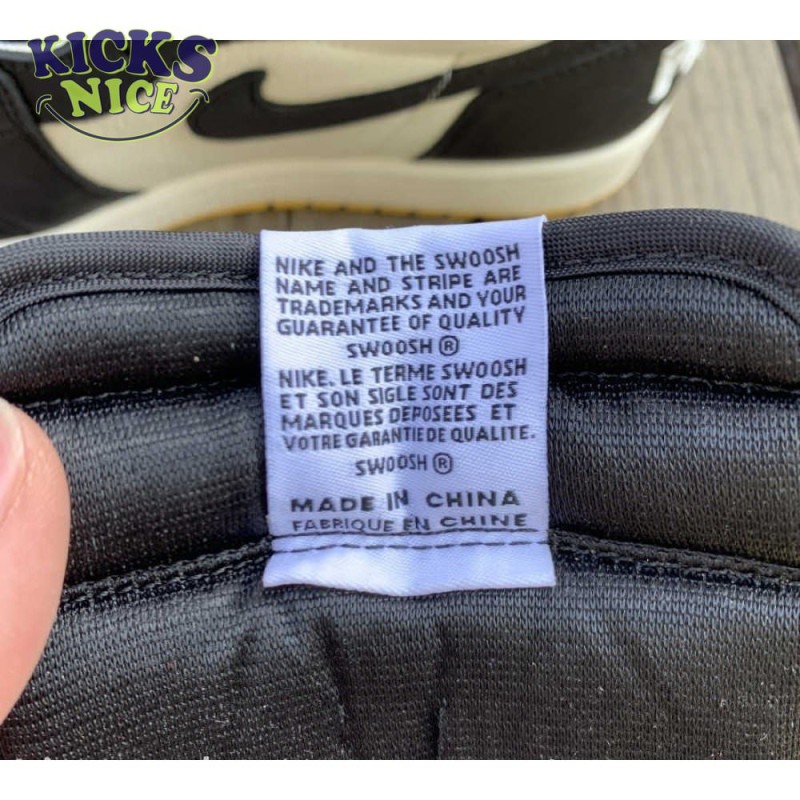 KICKS
NICE
NIKE AND THE SWOOSH
NAME AND STRIPE ARE
TRADEMARKS AND YOUR
GUARANTEE OF QUALITY
SWOOSH ®
NIKE. LE TERME SWOOSH
ET SON SIGLE SONT DES
MARQUES DEPOSEES ET
VOTRE GARANTIE DE QUALITE.
SWOOSH ®
MADE IN CHINA
FABRIQUE EN CHINE